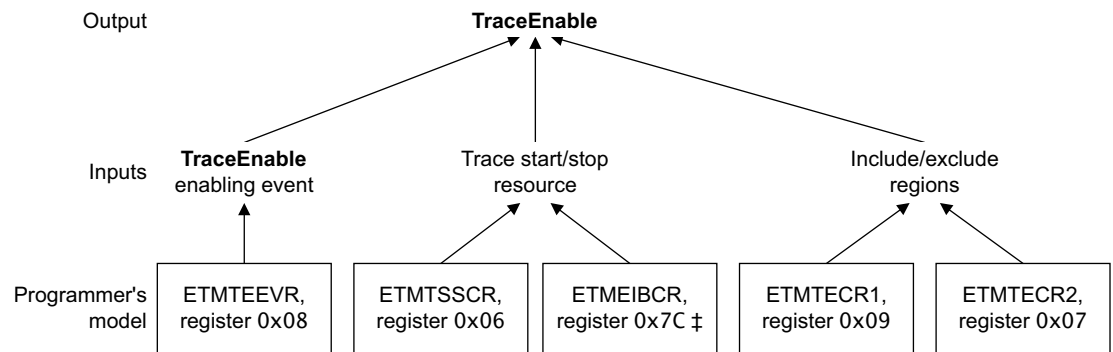 Output
TraceEnable
Inputs
TraceEnable
enabling event
Trace start/stop
resource
Include/exclude
regions
Programmer's
model
ETMTEEVR,
register 0x08
ETMTSSCR,
register 0x06
ETMEIBCR,
register 0x7C ‡
ETMTECR1,
register 0x09
ETMTECR2,
register 0x07